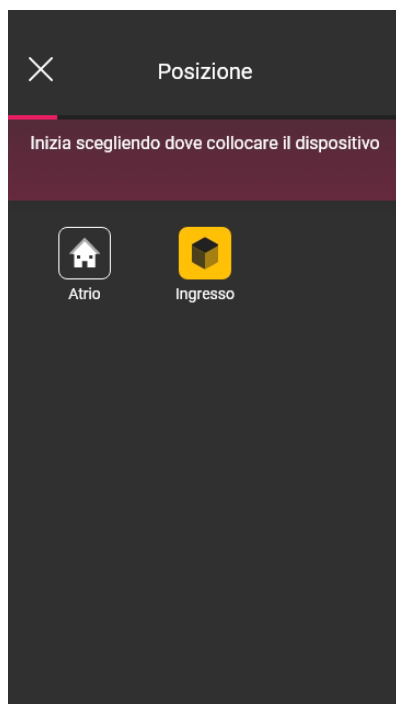 Posizione
Inizia scegliendo dove collocare il dispositivo
Atrio
Ingresso